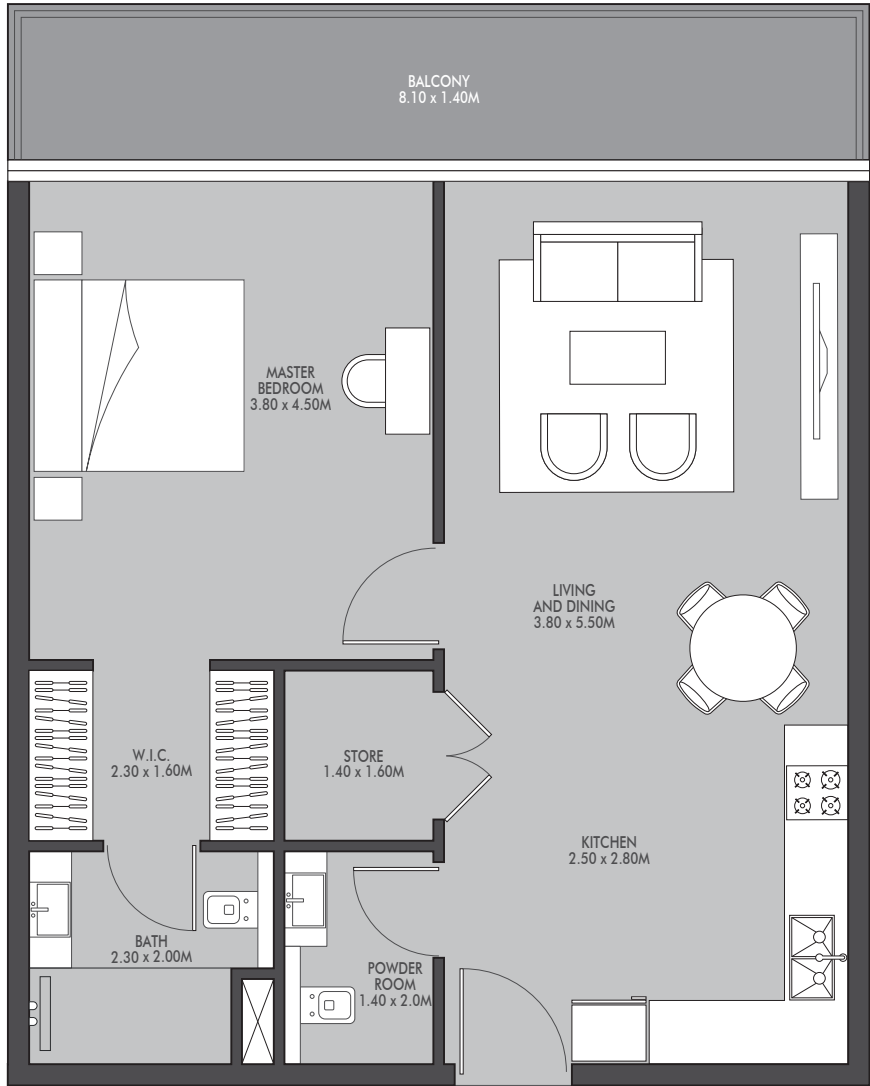 BALCONY
8.10 x 1.40M
MASTER
BEDROOM
3.80 x 4.50M
LIVING
AND DINING
3.80 x 5.50M
W.I.C.
2.30 x 1.60M
STORE
1.40 x 1.60M
KITCHEN
2.50 x 2.80M
BATH
2.30 x 2.00M
POWDER
ROOM
1.40 x 2.0M